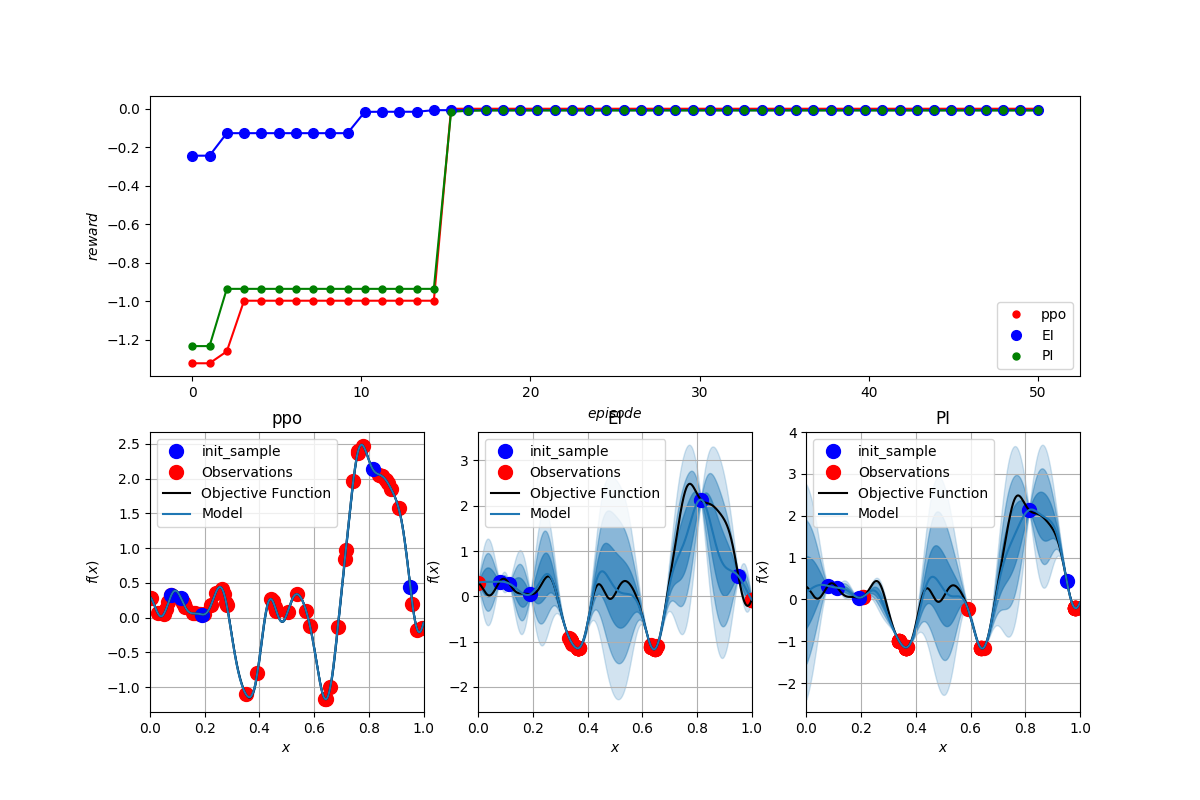 0.0
−0.2
−0.4
−0.6
−0.8
−1.0
−1.2
reward
0 10 20 30 40 50
episode
ppo
EI
PI
ppo
2.5
2.0
1.5
1.0
0.5
0.0
−0.5
−1.0
f(x)
0.0 0.2 0.4 0.6 0.8 1.0
x
init_sample
Observations
Objective Function
Model
EI
3
2
1
0
−1
−2
f(x)
0.0 0.2 0.4 0.6 0.8 1.0
x
init_sample
Observations
Objective Function
Model
PI
4
3
2
1
0
−1
−2
f(x)
0.0 0.2 0.4 0.6 0.8 1.0
x
init_sample
Observations
Objective Function
Model